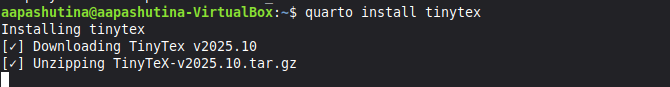 aapashutina@aapashutina-VirtualBox:~$ quarto install tinytex
Installing tinytex
[✓] Downloading TinyTex v2025.10
[✓] Unzipping TinyTeX-v2025.10.tar.gz